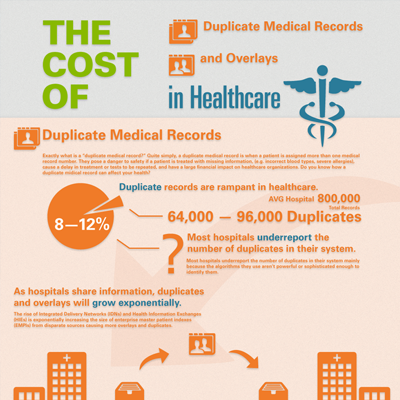 THE
COST
OF
Duplicate Medical Records
and Overlays
in Healthcare
Duplicate Medical Records
Exactly what is a "duplicate medical record?" Quite simply, a duplicate medical record is when a patient is assigned more than one medical
record number. They pose a danger to safety if a patient is treated with missing information, (e.g. incorrect blood types, severe allergies),
cause a delay in treatment or tests to be repeated, and have a large financial impact on healthcare organizations. Do you know how a
duplicate medical record can affect your health?
Duplicate records are rampant in healthcare.
AVG Hospital 800,000
Total Records
8—12%
64,000 — 96,000 Duplicates
?
Most hospitals underreport the
number of duplicates in their system.
Most hospitals underreport the number of duplicates in their system mainly
because the algorithms they use aren't powerful or sophisticated enough to
identify them.
As hospitals share information, duplicates
and overlays will grow exponentially.
The rise of Integrated Delivery Networks (IDNs) and Health Information Exchanges
(HIEs) is exponentially increasing the size of enterprise master patient indexes
(EMPIs) from disparate sources causing more overlays and duplicates.